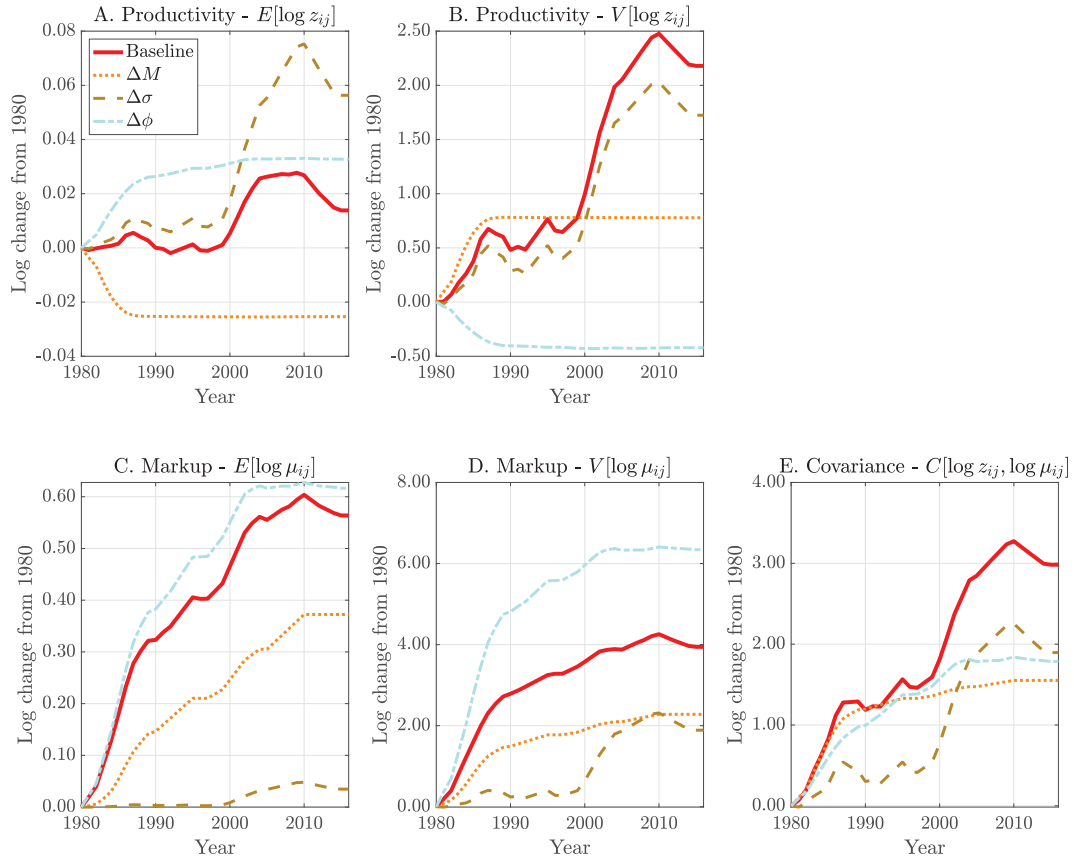 A. Productivity - E[log z_ij]
0.08
0.06
0.04
0.02
0.00
-0.02
-0.04
Log change from 1980
Baseline
ΔM
Δσ
Δϕ
1980 1990 2000 2010
Year
B. Productivity - V[log z_ij]
2.50
2.00
1.50
1.00
0.50
0.00
-0.50
Log change from 1980
1980 1990 2000 2010
Year
C. Markup - E[log μ_ij]
0.60
0.50
0.40
0.30
0.20
0.10
0.00
Log change from 1980
1980 1990 2000 2010
Year
D. Markup - V[log μ_ij]
8.00
6.00
4.00
2.00
0.00
Log change from 1980
1980 1990 2000 2010
Year
E. Covariance - C[log z_ij, log μ_ij]
4.00
3.00
2.00
1.00
0.00
Log change from 1980
1980 1990 2000 2010
Year